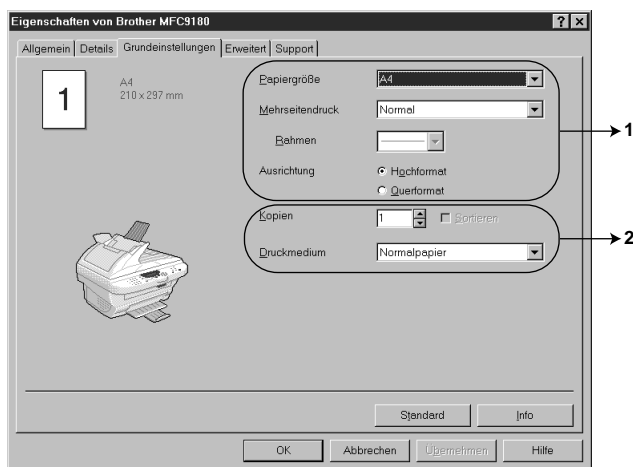 Eigenschaften von Brother MFC9180
Allgemein Details Grundeinstellungen Erweitert Support
1
A4
210 x 297 mm
Papiergröße A4
Mehrseitendruck Normal
Rahmen
1
Ausrichtung Hochformat
Querformat
Kopien 1 Sortieren
2
Druckmedium Normalpapier
Standard Info
OK Abbrechen Übernehmen Hilfe